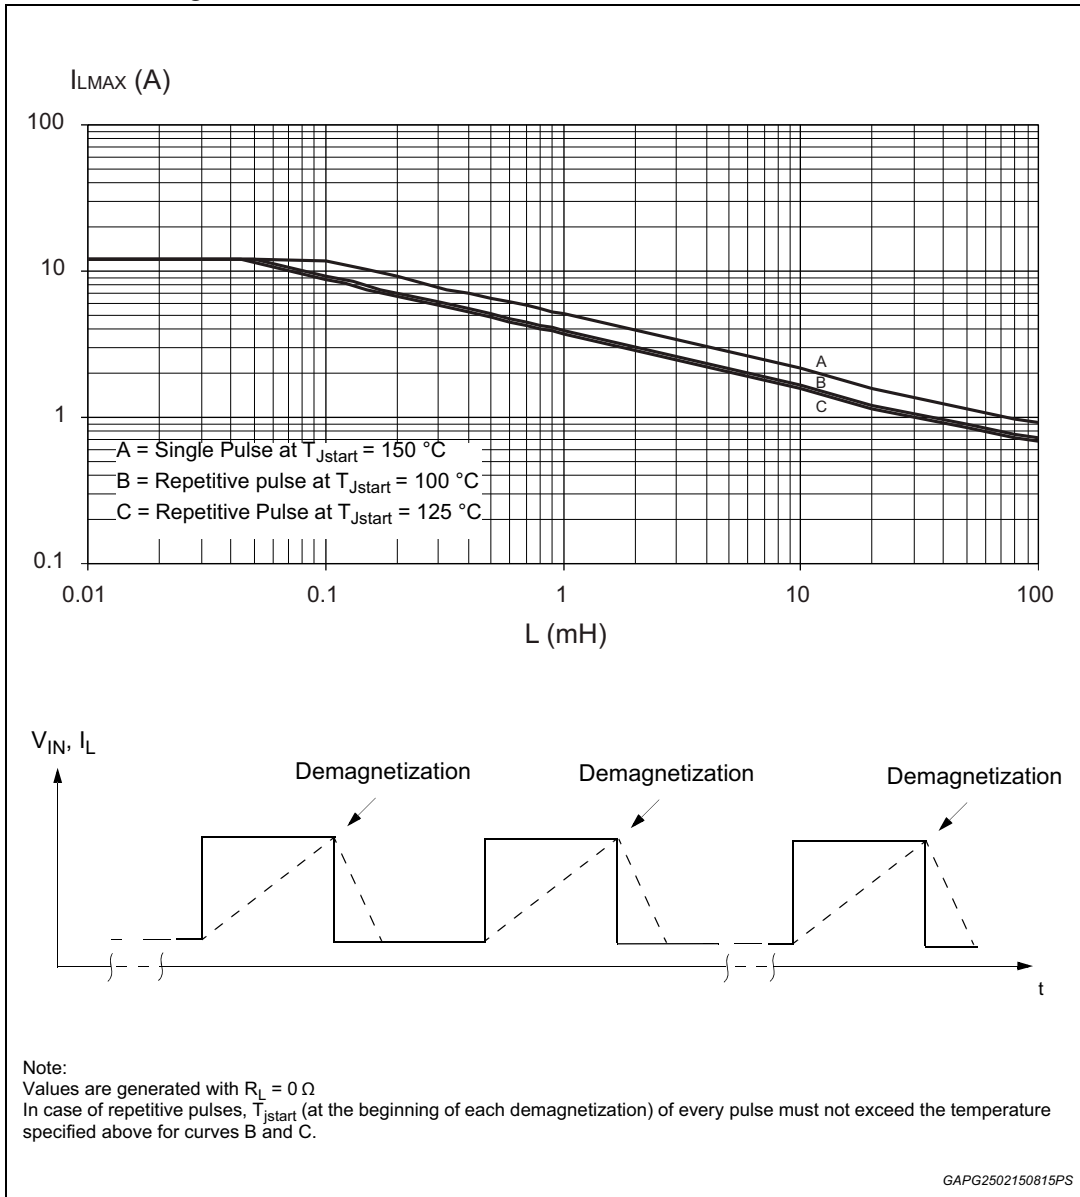 ILMAX (A)
100
10
1
0.1
A
B
C
A = Single Pulse at TJstart = 150 °C
B = Repetitive pulse at TJstart = 100 °C
C = Repetitive Pulse at TJstart = 125 °C
0.01 0.1 1 10 100
L (mH)
VIN, IL
Demagnetization Demagnetization Demagnetization
t
Note:
Values are generated with RL = 0 Ω
In case of repetitive pulses, Tjstart (at the beginning of each demagnetization) of every pulse must not exceed the temperature
specified above for curves B and C.
GAPG2502150815PS